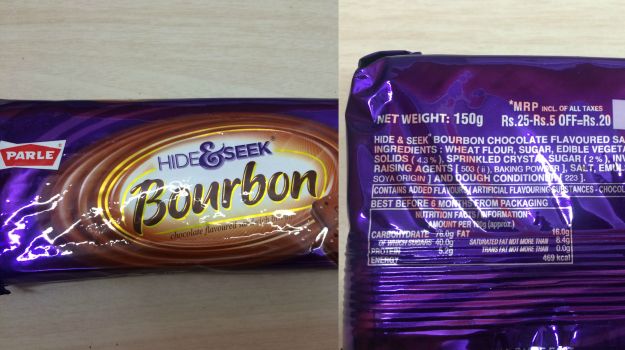 PARLE
HIDE & SEEK
Bourbon
chocolate flavoured
NET WEIGHT: 150g
*MRP INCL. OF ALL TAXES
Rs.25-Rs.5 OFF=Rs.20
HIDE & SEEK® BOURBON CHOCOLATE FLAVOURED SA
INGREDIENTS : WHEAT FLOUR, SUGAR, EDIBLE VEGETA
SOLIDS ( 4.3% ), SPRINKLED CRYSTAL SUGAR ( 2% ), INV
RAISING AGENTS [ 503 ( ii ), BAKING POWDER ], SALT, EMUL
SOYA ORIGIN ] AND DOUGH CONDITIONER [ 223 ].
CONTAINS ADDED FLAVOUR (ARTIFICIAL FLAVOURING SUBSTANCES - CHOCOL
BEST BEFORE 6 MONTHS FROM PACKAGING
NUTRITION FACTS / INFORMATION*
AMOUNT PER 100g (approx.)
CARBOHYDRATE 76.0g FAT 16.0g
OF WHICH SUGARS 40.0g SATURATED FAT NOT MORE THAN 8.4g
PROTEIN 5.2g TRANS FAT NOT MORE THAN 0.0g
ENERGY 469 kcal